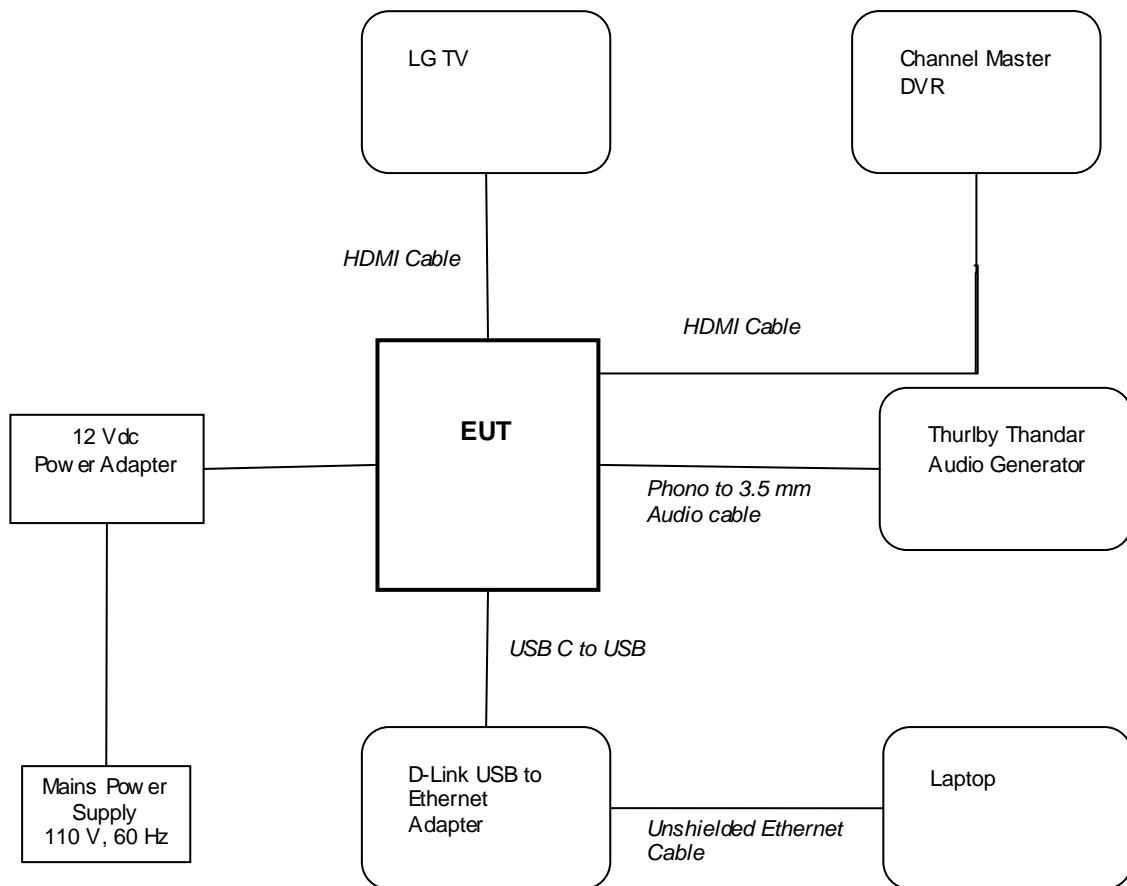 LG TV
Channel Master
DVR
HDMI Cable
HDMI Cable
EUT
12 Vdc
Power Adapter
Thurlby Thandar
Audio Generator
Phono to 3.5 mm
Audio cable
USB C to USB
D-Link USB to
Ethernet
Adapter
Laptop
Mains Power
Supply
110 V, 60 Hz
Unshielded Ethernet
Cable